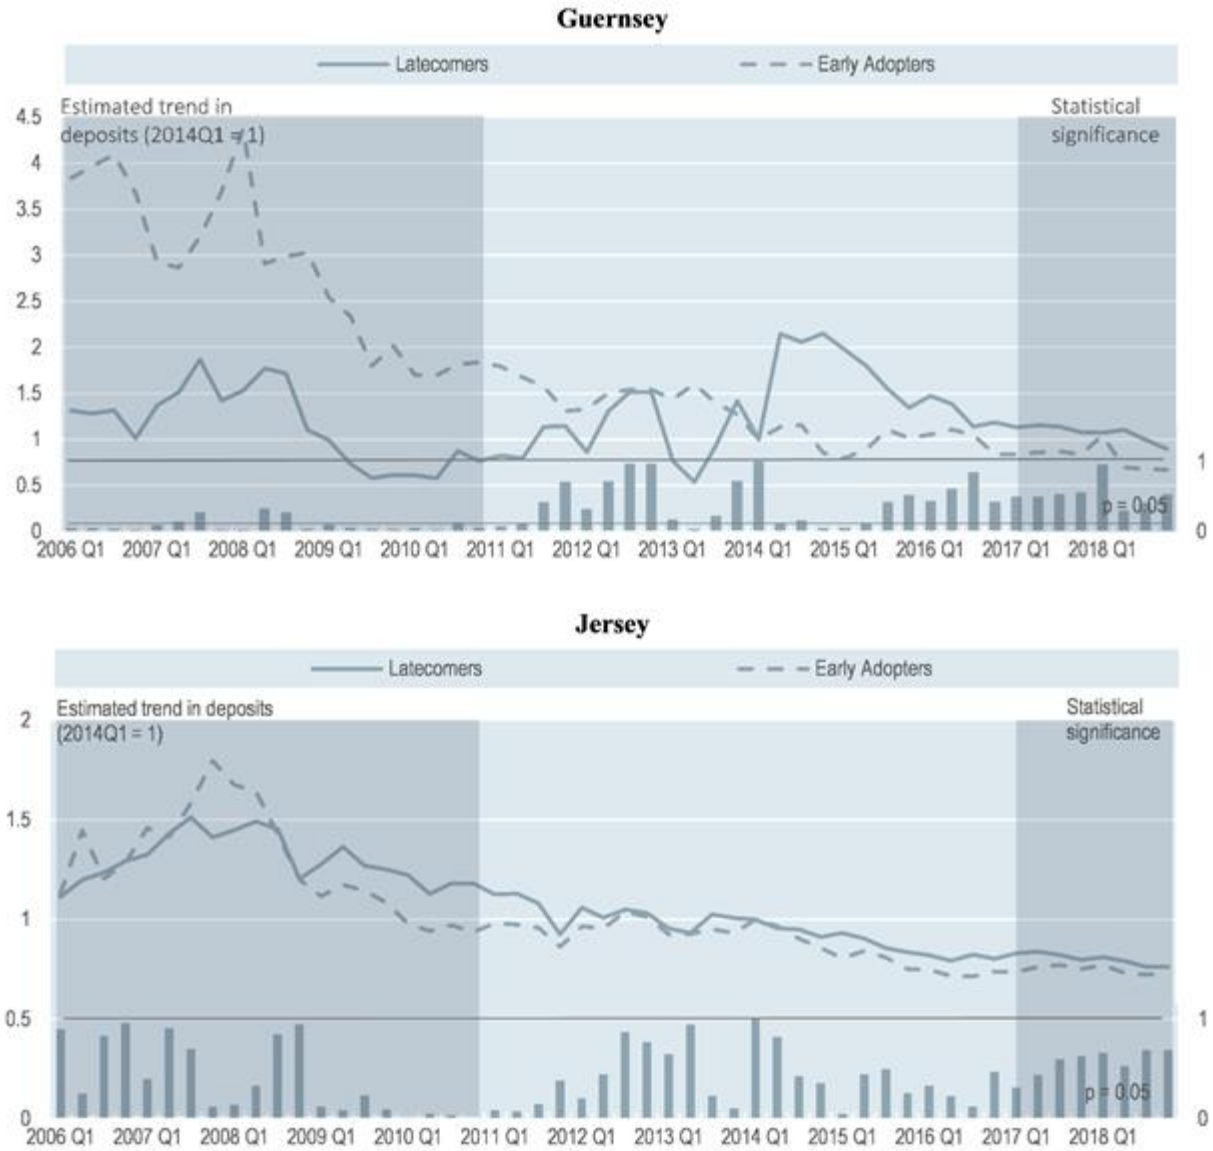 Guernsey
Latecomers
Early Adopters
Estimated trend in
deposits (2014Q1 = 1)
Statistical
significance
4.5
4
3.5
3
2.5
2
1.5
1
0.5
0
1
0
p = 0.05
2006 Q1 2007 Q1 2008 Q1 2009 Q1 2010 Q1 2011 Q1 2012 Q1 2013 Q1 2014 Q1 2015 Q1 2016 Q1 2017 Q1 2018 Q1
Jersey
Latecomers
Early Adopters
Estimated trend in deposits
(2014Q1 = 1)
Statistical
significance
2
1.5
1
0.5
0
1
0
p = 0.05
2006 Q1 2007 Q1 2008 Q1 2009 Q1 2010 Q1 2011 Q1 2012 Q1 2013 Q1 2014 Q1 2015 Q1 2016 Q1 2017 Q1 2018 Q1